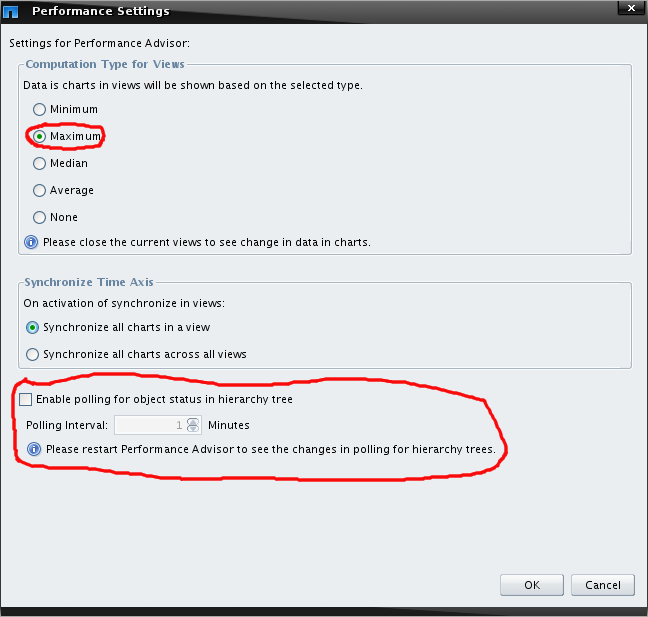 Performance Settings
Settings for Performance Advisor:
Computation Type for Views
Data is charts in views will be shown based on the selected type.
Minimum
Maximum
Median
Average
None
Please close the current views to see change in data in charts.
Synchronize Time Axis
On activation of synchronize in views:
Synchronize all charts in a view
Synchronize all charts across all views
Enable polling for object status in hierarchy tree
Polling Interval: 1 Minutes
Please restart Performance Advisor to see the changes in polling for hierarchy trees.
OK Cancel